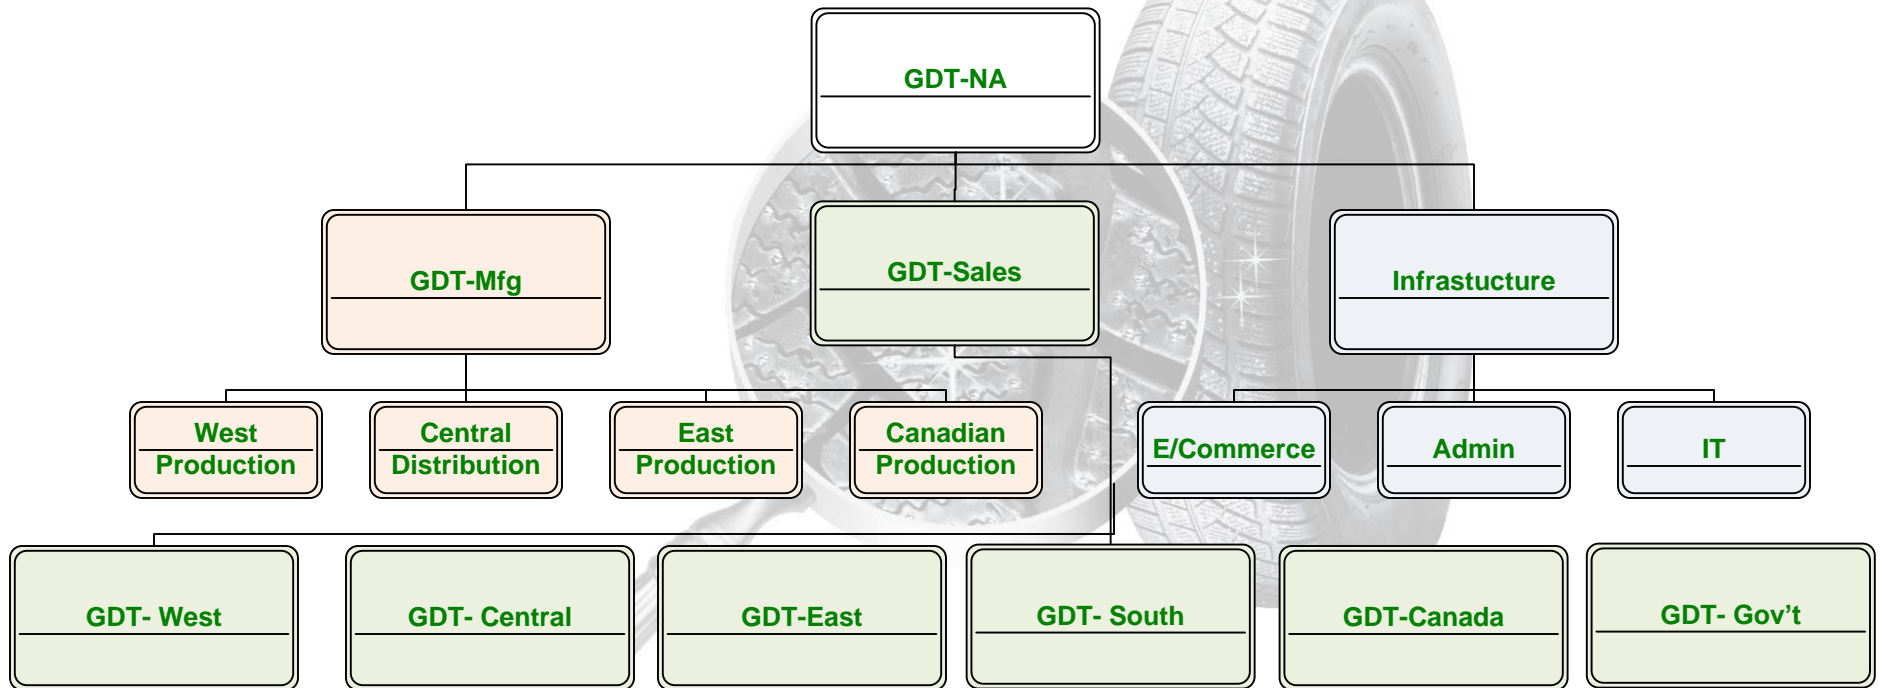 GDT-NA
GDT-Mfg
GDT-Sales
Infrastucture
West
Production
Central
Distribution
East
Production
Canadian
Production
E/Commerce
Admin
IT
GDT- West
GDT- Central
GDT-East
GDT- South
GDT-Canada
GDT- Gov’t